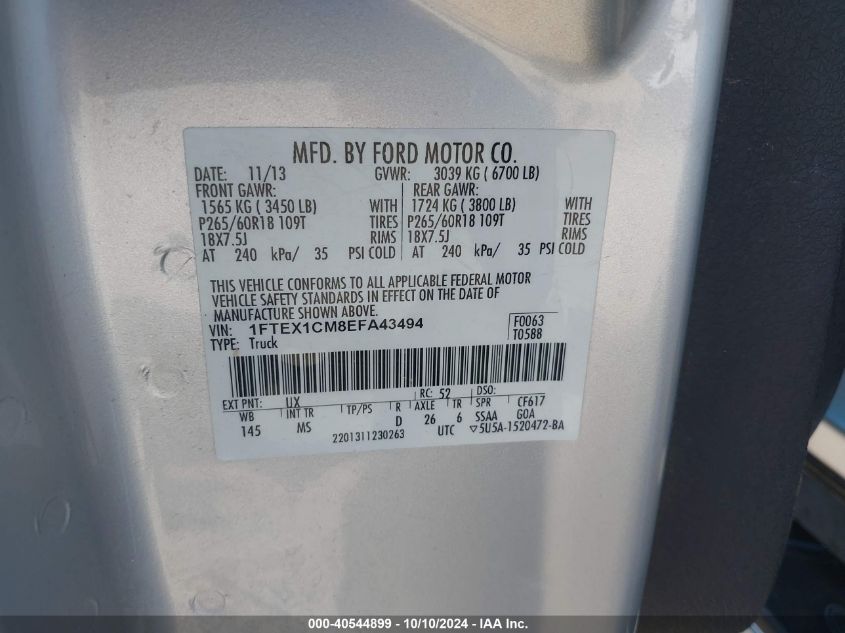 MFD. BY FORD MOTOR CO.
DATE: 11/13 GVWR: 3039 KG ( 6700 LB)
FRONT GAWR: REAR GAWR:
1565 KG ( 3450 LB) WITH 1724 KG ( 3800 LB) WITH
P265/60R18 109T TIRES P265/60R18 109T TIRES
18X7.5J RIMS 18X7.5J RIMS
AT 240 kPa/ 35 PSI COLD AT 240 kPa/ 35 PSI COLD
THIS VEHICLE CONFORMS TO ALL APPLICABLE FEDERAL MOTOR
VEHICLE SAFETY STANDARDS IN EFFECT ON THE DATE OF
MANUFACTURE SHOWN ABOVE.
VIN: 1FTEX1CM8EFA43494 F0063
TYPE: Truck T0588
EXT PNT: UX RC: 52 DSO:
WB INT TR TP/PS R AXLE TR SPR CF617
145 MS D 26 6 SSAA GOA
2201311230263 UTC ▽5U5A-1520472-BA
000-40544899 - 10/10/2024 - IAA Inc.